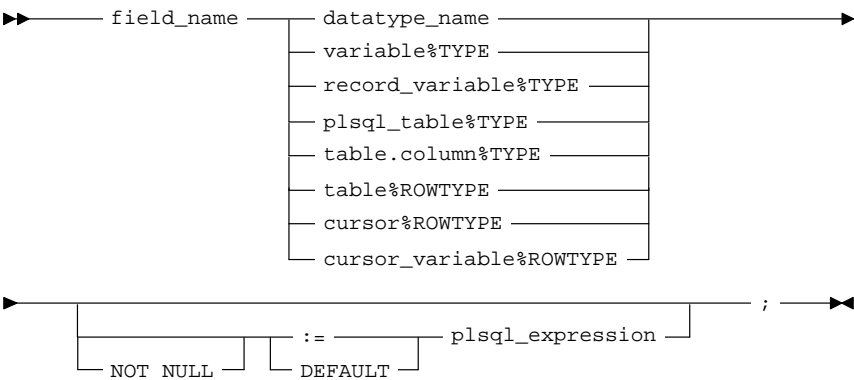 field_name datatype_name
variable%TYPE
record_variable%TYPE
plsql_table%TYPE
table.column%TYPE
table%ROWTYPE
cursor%ROWTYPE
cursor_variable%ROWTYPE
;
:= plsql_expression
NOT NULL DEFAULT